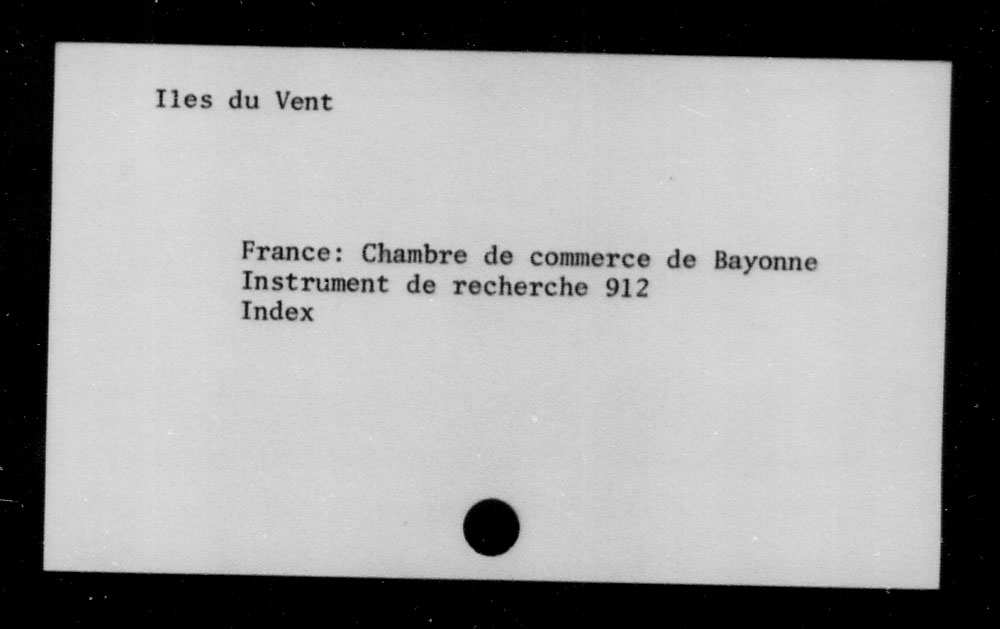 Iles du Vent
France: Chambre de commerce de Bayonne
Instrument de recherche 912
Index